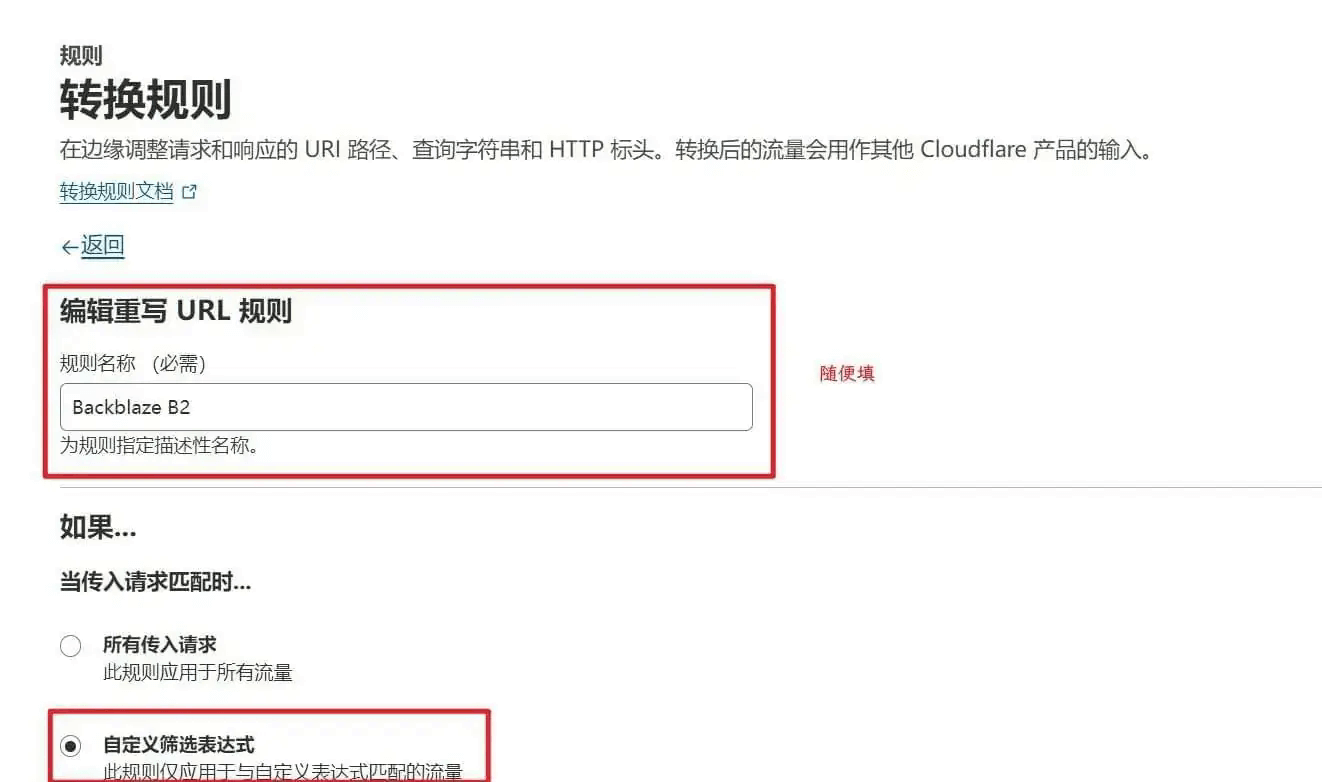 规则
转换规则
在边缘调整请求和响应的 URI 路径、查询字符串和 HTTP 标头。转换后的流量会用作其他 Cloudflare 产品的输入。
转换规则文档
←返回
编辑重写 URL 规则
规则名称 (必需)
随便填
Backblaze B2
为规则指定描述性名称。
如果...
当传入请求匹配时...
所有传入请求
此规则应用于所有流量
自定义筛选表达式
此规则仅应用于与自定义表达式匹配的流量